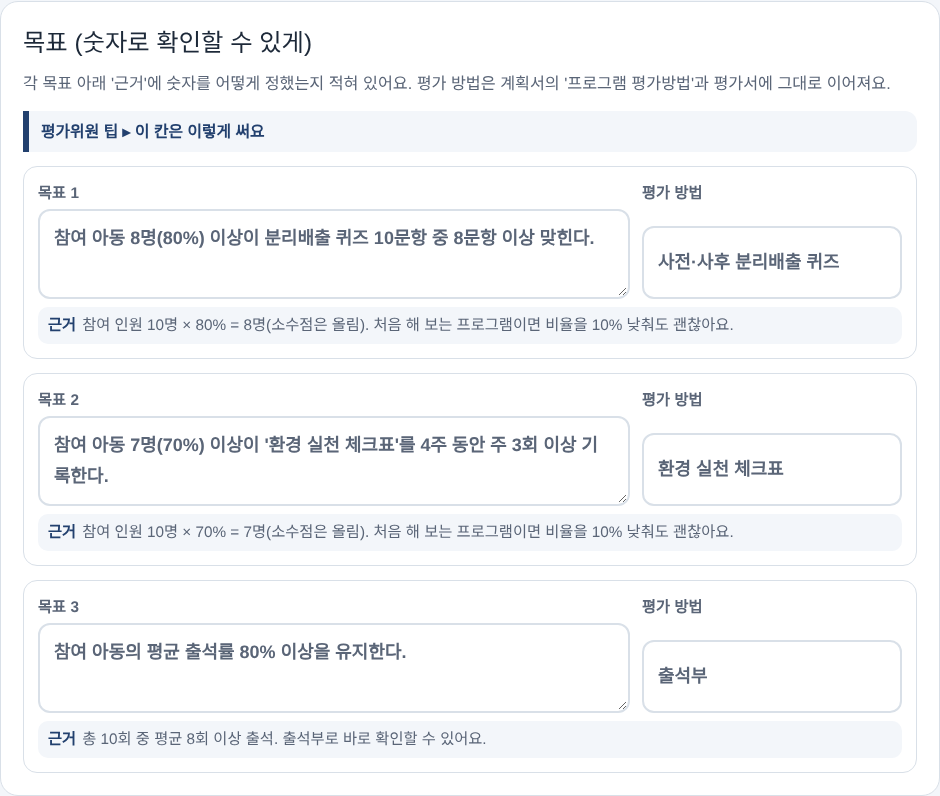 목표 (숫자로 확인할 수 있게)
각 목표 아래 '근거'에 숫자를 어떻게 정했는지 적혀 있어요. 평가 방법은 계획서의 '프로그램 평가방법'과 평가서에 그대로 이어져요.
평가위원 팁 ▸ 이 칸은 이렇게 써요
목표 1
평가 방법
참여 아동 8명(80%) 이상이 분리배출 퀴즈 10문항 중 8문항 이상 맞힌다.
사전·사후 분리배출 퀴즈
근거 참여 인원 10명 × 80% = 8명(소수점은 올림). 처음 해 보는 프로그램이면 비율을 10% 낮춰도 괜찮아요.
목표 2
평가 방법
참여 아동 7명(70%) 이상이 '환경 실천 체크표'를 4주 동안 주 3회 이상 기
록한다.
환경 실천 체크표
근거 참여 인원 10명 × 70% = 7명(소수점은 올림). 처음 해 보는 프로그램이면 비율을 10% 낮춰도 괜찮아요.
목표 3
평가 방법
참여 아동의 평균 출석률 80% 이상을 유지한다.
출석부
근거 총 10회 중 평균 8회 이상 출석. 출석부로 바로 확인할 수 있어요.